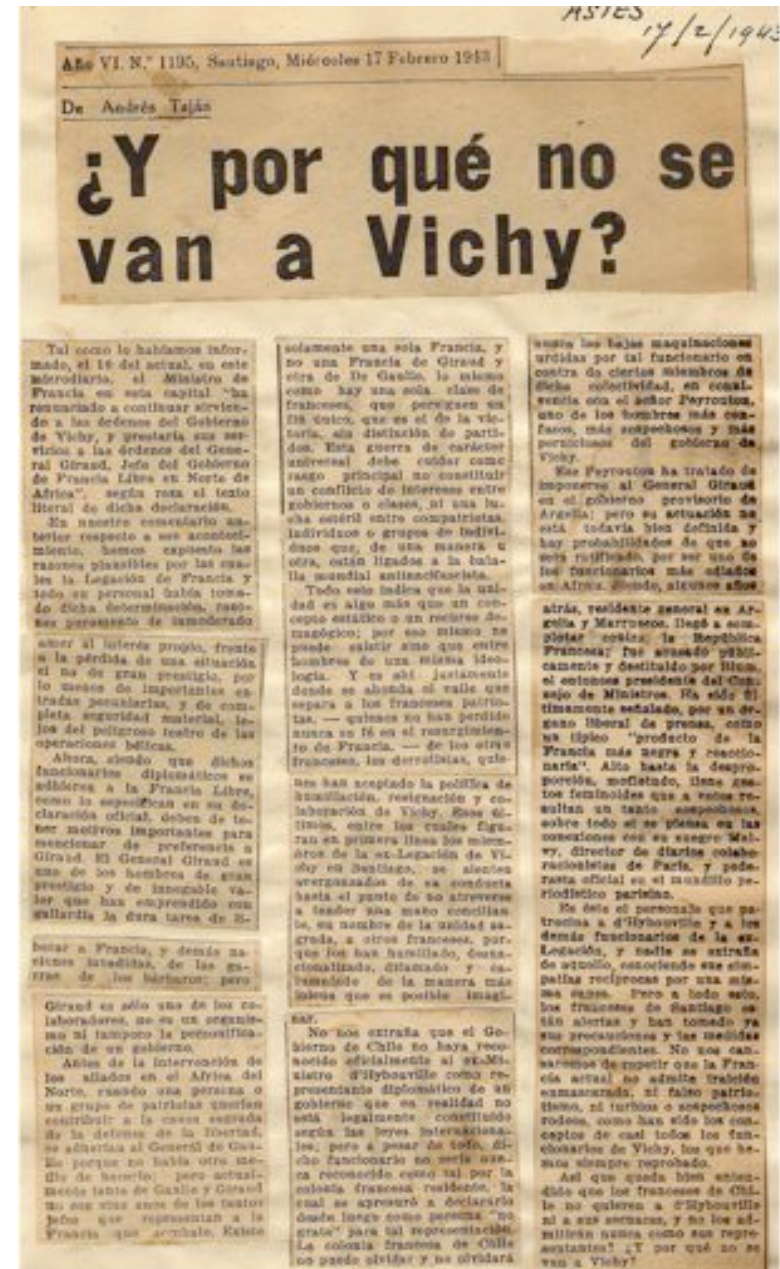 ASIES
17/2/1943
Año VI. N.° 1195, Santiago, Miércoles 17 Febrero 1943
De Andrés Taján
¿Y por qué no se
van a Vichy?
Tal como lo habíamos infor-
mado, el 16 del actual, en este
microdiario, el Ministro de
Francia en esta capital "ha
renunciado a continuar sirvien-
do a las órdenes del Gobierno
de Vichy, y prestaría sus ser-
vicios a las órdenes del Gene-
ral Giraud, Jefe del Gobierno
de Francia Libre en Norte de
Africa", según reza el texto
literal de dicha declaración.
En nuestro comentario an-
terior respecto a ese aconteci-
miento, hemos expuesto las
razones plausibles por las cua-
les la Legación de Francia y
todo su personal había toma-
do dicha determinación, razo-
nes puramente de inmoderado
amor al interés propio, frente
a la pérdida de una situación
si no de gran prestigio, por
lo menos de importantes en-
tradas pecuniarias, y de com-
pleta seguridad material, le-
jos del peligroso teatro de las
operaciones bélicas.
Ahora, siendo que dichos
funcionarios diplomáticos se
adhieren a la Francia Libre,
como lo especifican en su de-
claración oficial, deben de te-
ner motivos importantes para
mencionar de preferencia a
Giraud. El General Giraud es
uno de los hombres de gran
prestigio y de innegable va-
lor que han emprendido con
gallardía la dura tarea de li-
bertar a Francia, y demás na-
ciones invadidas, de las ga-
rras de los bárbaros; pero
Giraud es sólo uno de los co-
laboradores, no es un organis-
mo ni tampoco la personifica-
ción de un gobierno.
Antes de la intervención de
los aliados en el Africa del
Norte, cuando una persona o
un grupo de patriotas querían
contribuir a la causa sagrada
de la defensa de la libertad,
se adherían al General de Gau-
lle porque no había otro me-
dio de hacerlo; pero actual-
mente tanto de Gaulle y Giraud
no son sino unos de los tantos
jefes que representan a la
Francia que combate. Existe
solamente una sola Francia, y
no una Francia de Giraud y
otra de De Gaulle, lo mismo
como hay una sola clase de
franceses, que persiguen un
fin único, que es el de la vic-
toria, sin distinción de parti-
dos. Esta guerra de carácter
universal debe cuidar como
rasgo principal no constituir
un conflicto de intereses entre
gobiernos o clases, ni una lu-
cha estéril entre compatriotas,
individuos o grupos de indivi-
duos que, de una manera u
otra, están ligados a la bata-
lla mundial antinacifascista.
Todo esto indica que la uni-
dad es algo más que un con-
cepto estático o un recurso de-
magógico; por eso mismo no
puede existir sino que entre
hombres de una misma ideo-
logía. Y es ahí justamente
donde se ahonda el valle que
separa a los franceses patrio-
tas, — quienes no han perdido
nunca su fé en el resurgimien-
to de Francia, — de los otros
franceses, los derrotistas, quie-
nes han aceptado la política de
humillación, resignación y co-
laboración de Vichy. Esos úl-
timos, entre los cuales figu-
ran en primera línea los miem-
bros de la ex-Legación de Vi-
chy en Santiago, se sienten
avergonzados de su conducta
hasta el punto de no atreverse
a tender una mano concilian-
te, en nombre de la unidad sa-
grada, a otros franceses, por-
que los han humillado, desna-
cionalizado, difamado y ca-
lumniado de la manera más
odiosa que es posible imagi-
nar.
No nos extraña que el Go-
bierno de Chile no haya reco-
nocido oficialmente al ex-Mi-
nistro d'Hybouville como re-
presentante diplomático de un
gobierno que en realidad no
está legalmente constituído
según las leyes internaciona-
les; pero a pesar de todo, di-
cho funcionario no sería nun-
ca reconocido como tal por la
colonia francesa residente, la
cual se apresuró a declararlo
desde luego como persona "no
grata" para tal representación.
La colonia francesa de Chile
no puede olvidar y no olvidará
nunca las bajas maquinaciones
urdidas por tal funcionario en
contra de ciertos miembros de
dicha colectividad, en conni-
vencia con el señor Peyrouton,
uno de los hombres más con-
fusos, más sospechosos y más
perniciosos del gobierno de
Vichy.
Ese Peyrouton ha tratado de
imponerse al General Giraud
en el gobierno provisorio de
Argelia; pero su actuación no
está todavía bien definida y
hay probabilidades de que no
será ratificado, por ser uno de
los funcionarios más odiados
en Africa. Siendo, algunos años
atrás, residente general en Ar-
gelia y Marruecos, llegó a com-
plotar contra la República
Francesa; fue acusado públi-
camente y destituído por Blum,
el entonces presidente del Con-
sejo de Ministros. Ha sido úl-
timamente señalado, por un ór-
gano liberal de prensa, como
un típico "producto de la
Francia más negra y reaccio-
naria". Alto hasta la despro-
porción, mofletudo, tiene ges-
tos feminoides que a veces re-
sultan un tanto sospechosos
sobre todo si se piensa en las
conexiones con su suegro Mal-
vy, director de diarios colabo-
racionistas de París, y pede-
rasta oficial en el mundillo pe-
riodístico parisino.
Es éste el personaje que pa-
trocina a d'Hybouville y a los
demás funcionarios de la ex-
Legación, y nadie se extraña
de aquello, conociendo sus sim-
patías recíprocas por una mis-
ma causa. Pero a todo esto,
los franceses de Santiago es-
tán alertas y han tomado ya
sus precauciones y las medidas
correspondientes. No nos can-
saremos de repetir que la Fran-
cia actual no admite traición
enmascarada, ni falso patrio-
tismo, ni turbios o sospechosos
rodeos, como han sido los con-
ceptos de casi todos los fun-
cionarios de Vichy, los que he-
mos siempre reprobado.
Así que queda bien enten-
dido que los franceses de Chi-
le no quieren a d'Hybouville
ni a sus secuaces, y no los ad-
mitirán nunca como sus repre-
sentantes! ¿Y por qué no se
van a Vichy?